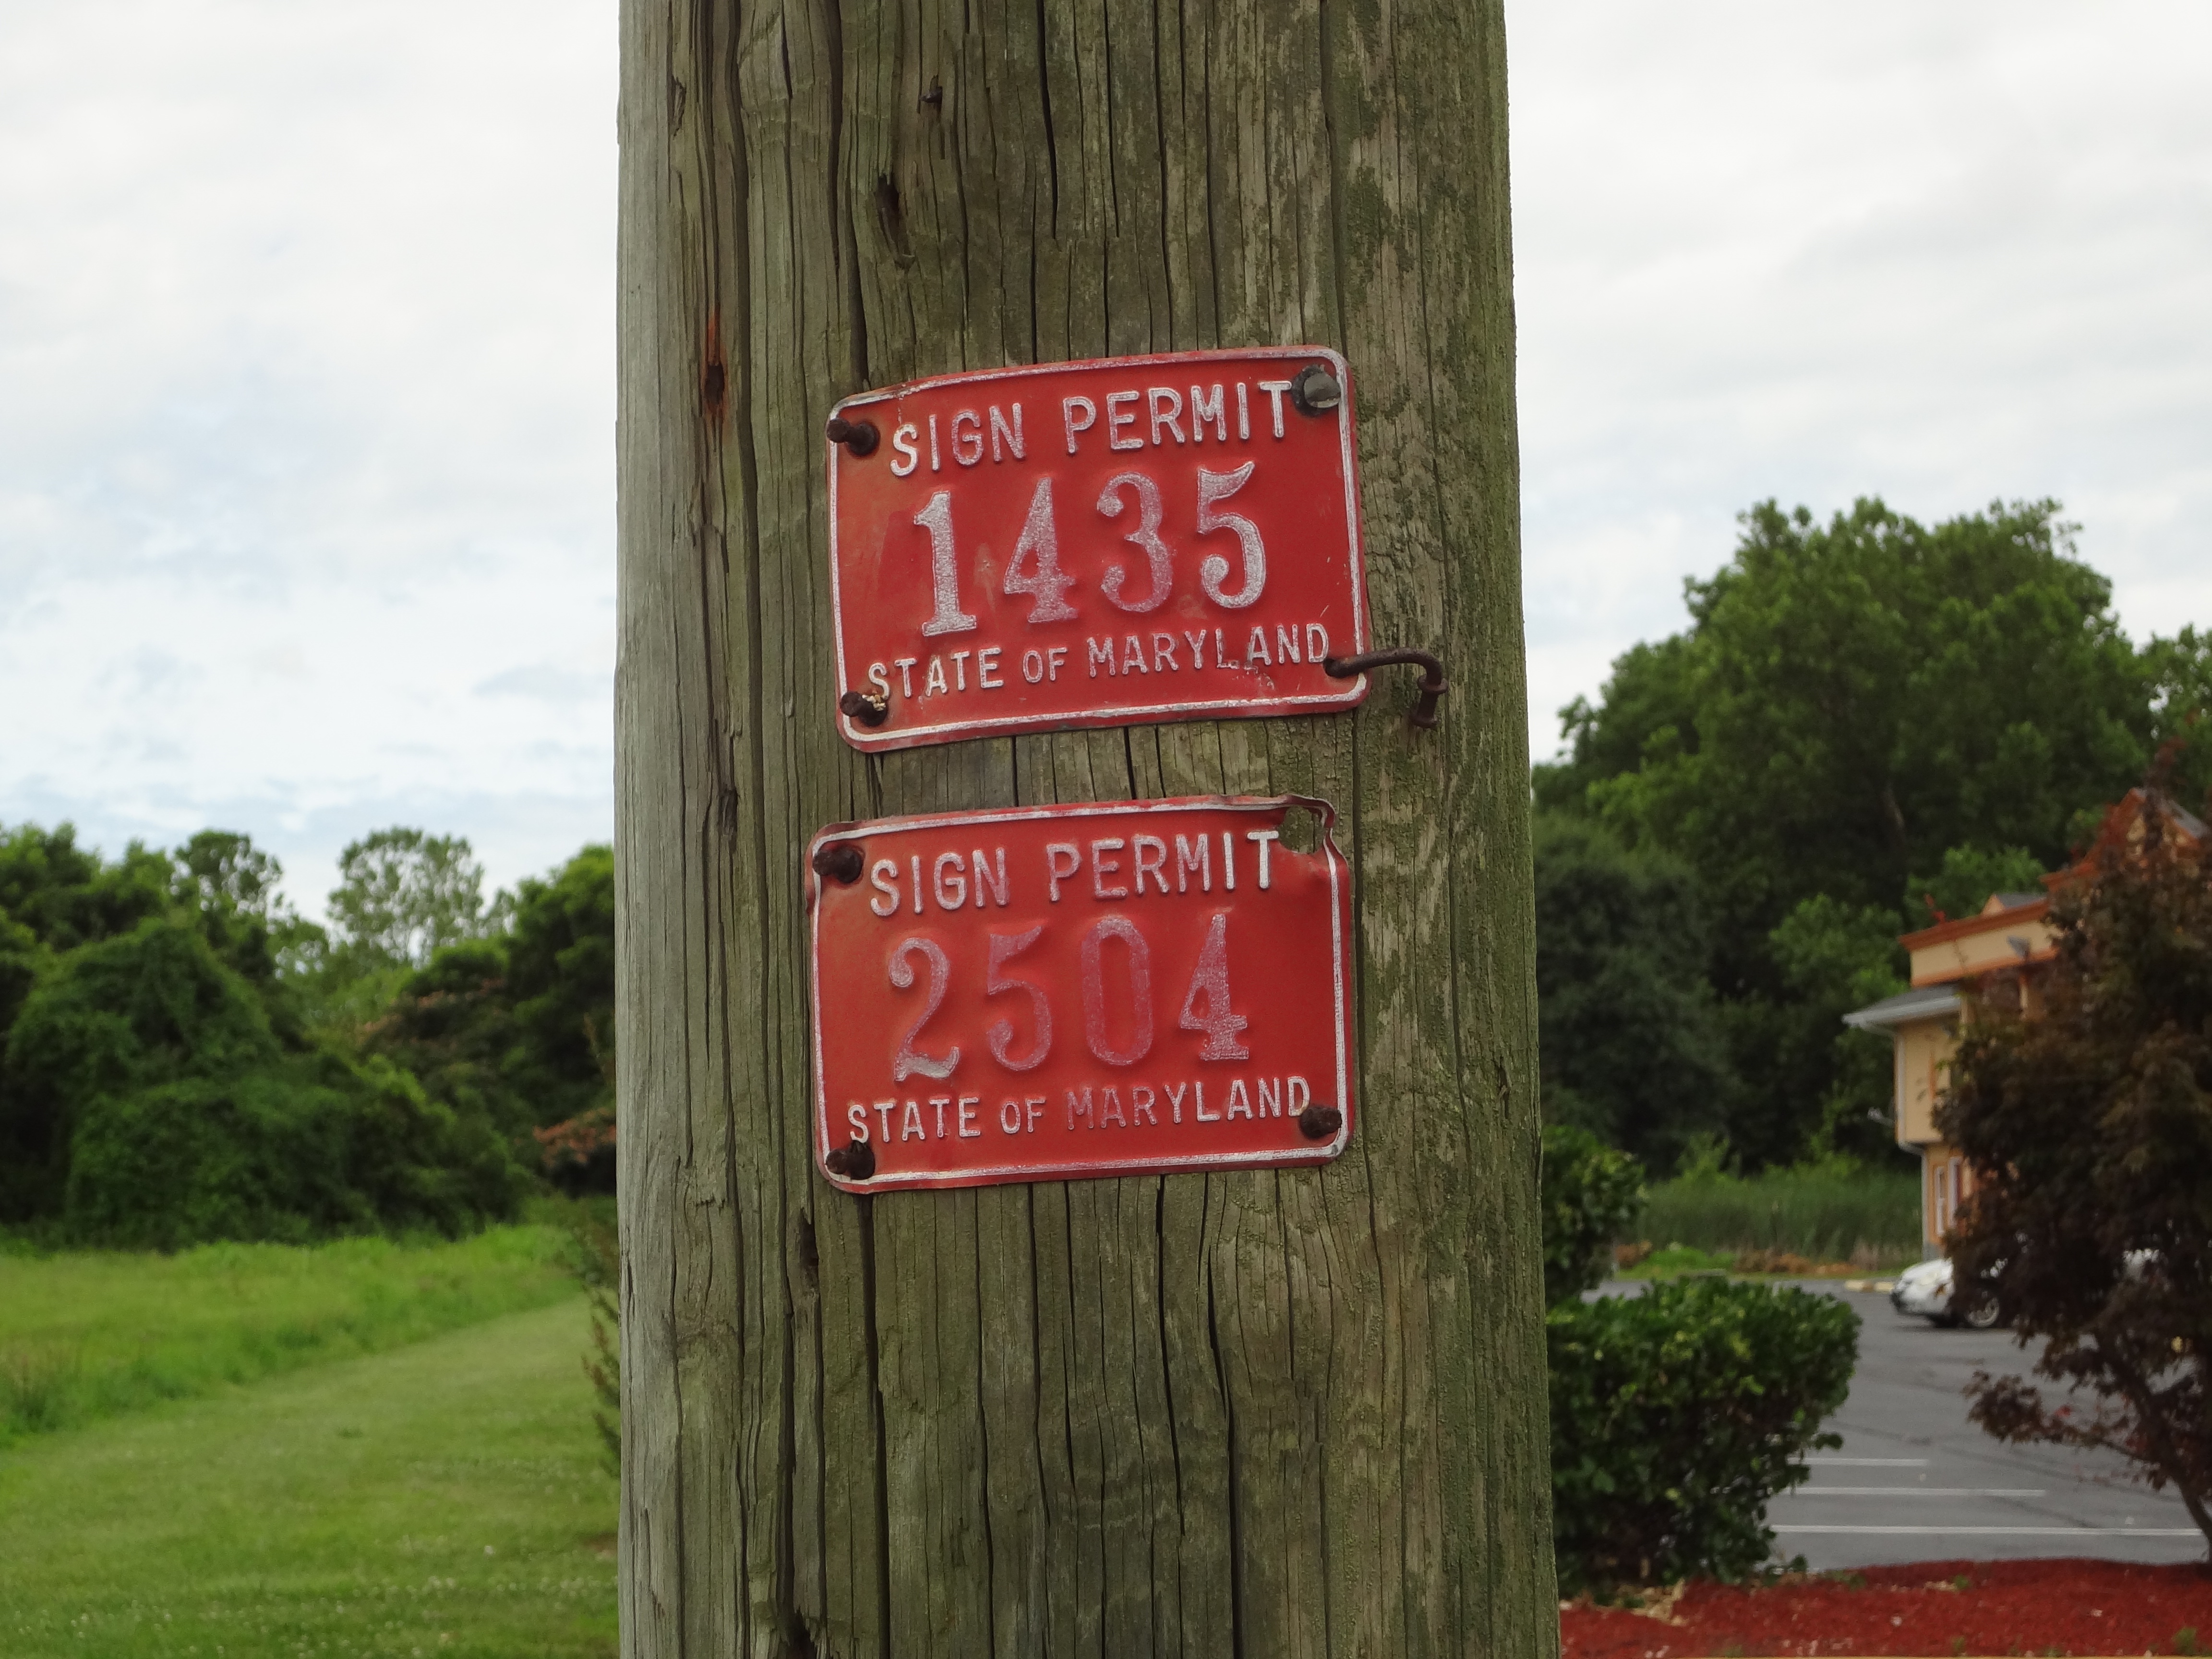 SIGN PERMIT
1435
STATE OF MARYLAND
SIGN PERMIT
2504
STATE OF MARYLAND